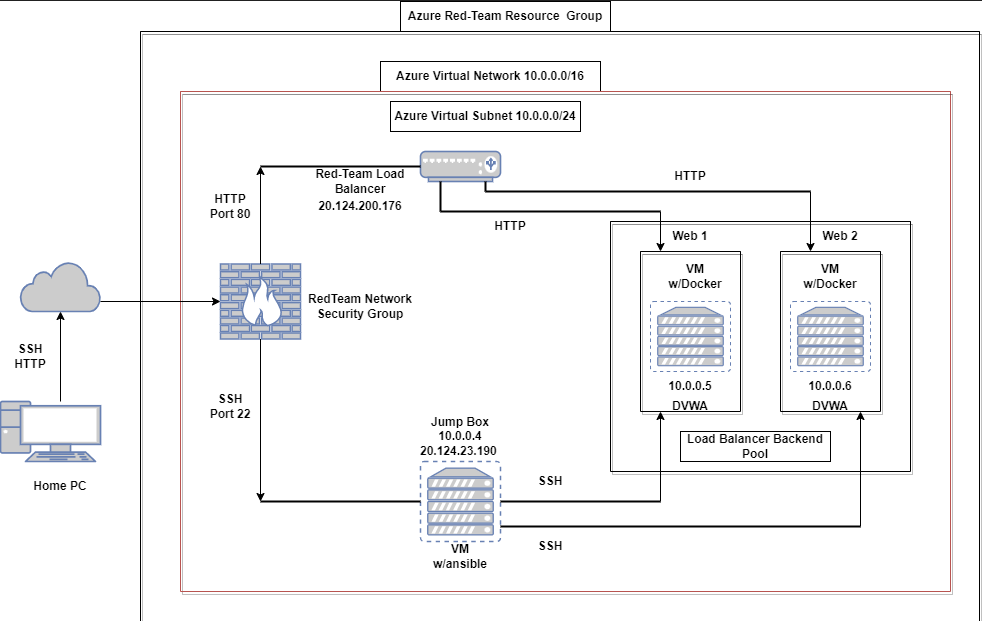 Azure Red-Team Resource Group
Azure Virtual Network 10.0.0.0/16
Azure Virtual Subnet 10.0.0.0/24
Red-Team Load
Balancer
20.124.200.176
HTTP
HTTP
HTTP
Port 80
Web 1
Web 2
VM
w/Docker
VM
w/Docker
RedTeam Network
Security Group
SSH
HTTP
10.0.0.5
DVWA
10.0.0.6
DVWA
SSH
Port 22
Load Balancer Backend
Pool
Jump Box
10.0.0.4
20.124.23.190
SSH
SSH
Home PC
VM
w/ansible